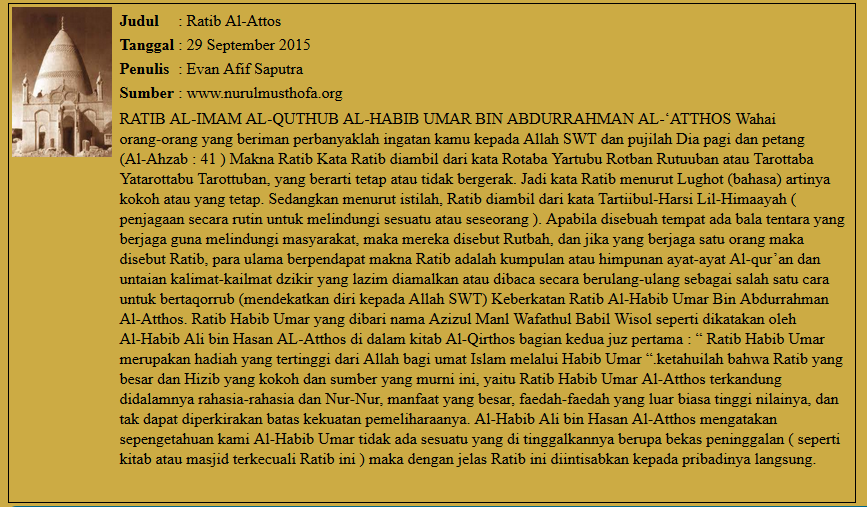 Judul : Ratib Al-Attos
Tanggal : 29 September 2015
Penulis : Evan Afif Saputra
Sumber : www.nurulmusthofa.org
RATIB AL-IMAM AL-QUTHUB AL-HABIB UMAR BIN ABDURRAHMAN AL-‘ATTHOS Wahai
orang-orang yang beriman perbanyaklah ingatan kamu kepada Allah SWT dan pujilah Dia pagi dan petang
(Al-Ahzab : 41 ) Makna Ratib Kata Ratib diambil dari kata Rotaba Yartubu Rotban Rutuuban atau Tarottaba
Yatarottabu Tarottuban, yang berarti tetap atau tidak bergerak. Jadi kata Ratib menurut Lughot (bahasa) artinya
kokoh atau yang tetap. Sedangkan menurut istilah, Ratib diambil dari kata Tartiibul-Harsi Lil-Himaayah (
penjagaan secara rutin untuk melindungi sesuatu atau seseorang ). Apabila disebuah tempat ada bala tentara yang
berjaga guna melindungi masyarakat, maka mereka disebut Rutbah, dan jika yang berjaga satu orang maka
disebut Ratib, para ulama berpendapat makna Ratib adalah kumpulan atau himpunan ayat-ayat Al-qur’an dan
untaian kalimat-kailmat dzikir yang lazim diamalkan atau dibaca secara berulang-ulang sebagai salah satu cara
untuk bertaqorrub (mendekatkan diri kepada Allah SWT) Keberkatan Ratib Al-Habib Umar Bin Abdurrahman
Al-Atthos. Ratib Habib Umar yang dibari nama Azizul Manl Wafathul Babil Wisol seperti dikatakan oleh
Al-Habib Ali bin Hasan AL-Atthos di dalam kitab Al-Qirthos bagian kedua juz pertama : “ Ratib Habib Umar
merupakan hadiah yang tertinggi dari Allah bagi umat Islam melalui Habib Umar “.ketahuilah bahwa Ratib yang
besar dan Hizib yang kokoh dan sumber yang murni ini, yaitu Ratib Habib Umar Al-Atthos terkandung
didalamnya rahasia-rahasia dan Nur-Nur, manfaat yang besar, faedah-faedah yang luar biasa tinggi nilainya, dan
tak dapat diperkirakan batas kekuatan pemeliharaanya. Al-Habib Ali bin Hasan Al-Atthos mengatakan
sepengetahuan kami Al-Habib Umar tidak ada sesuatu yang di tinggalkannya berupa bekas peninggalan ( seperti
kitab atau masjid terkecuali Ratib ini ) maka dengan jelas Ratib ini diintisabkan kepada pribadinya langsung.